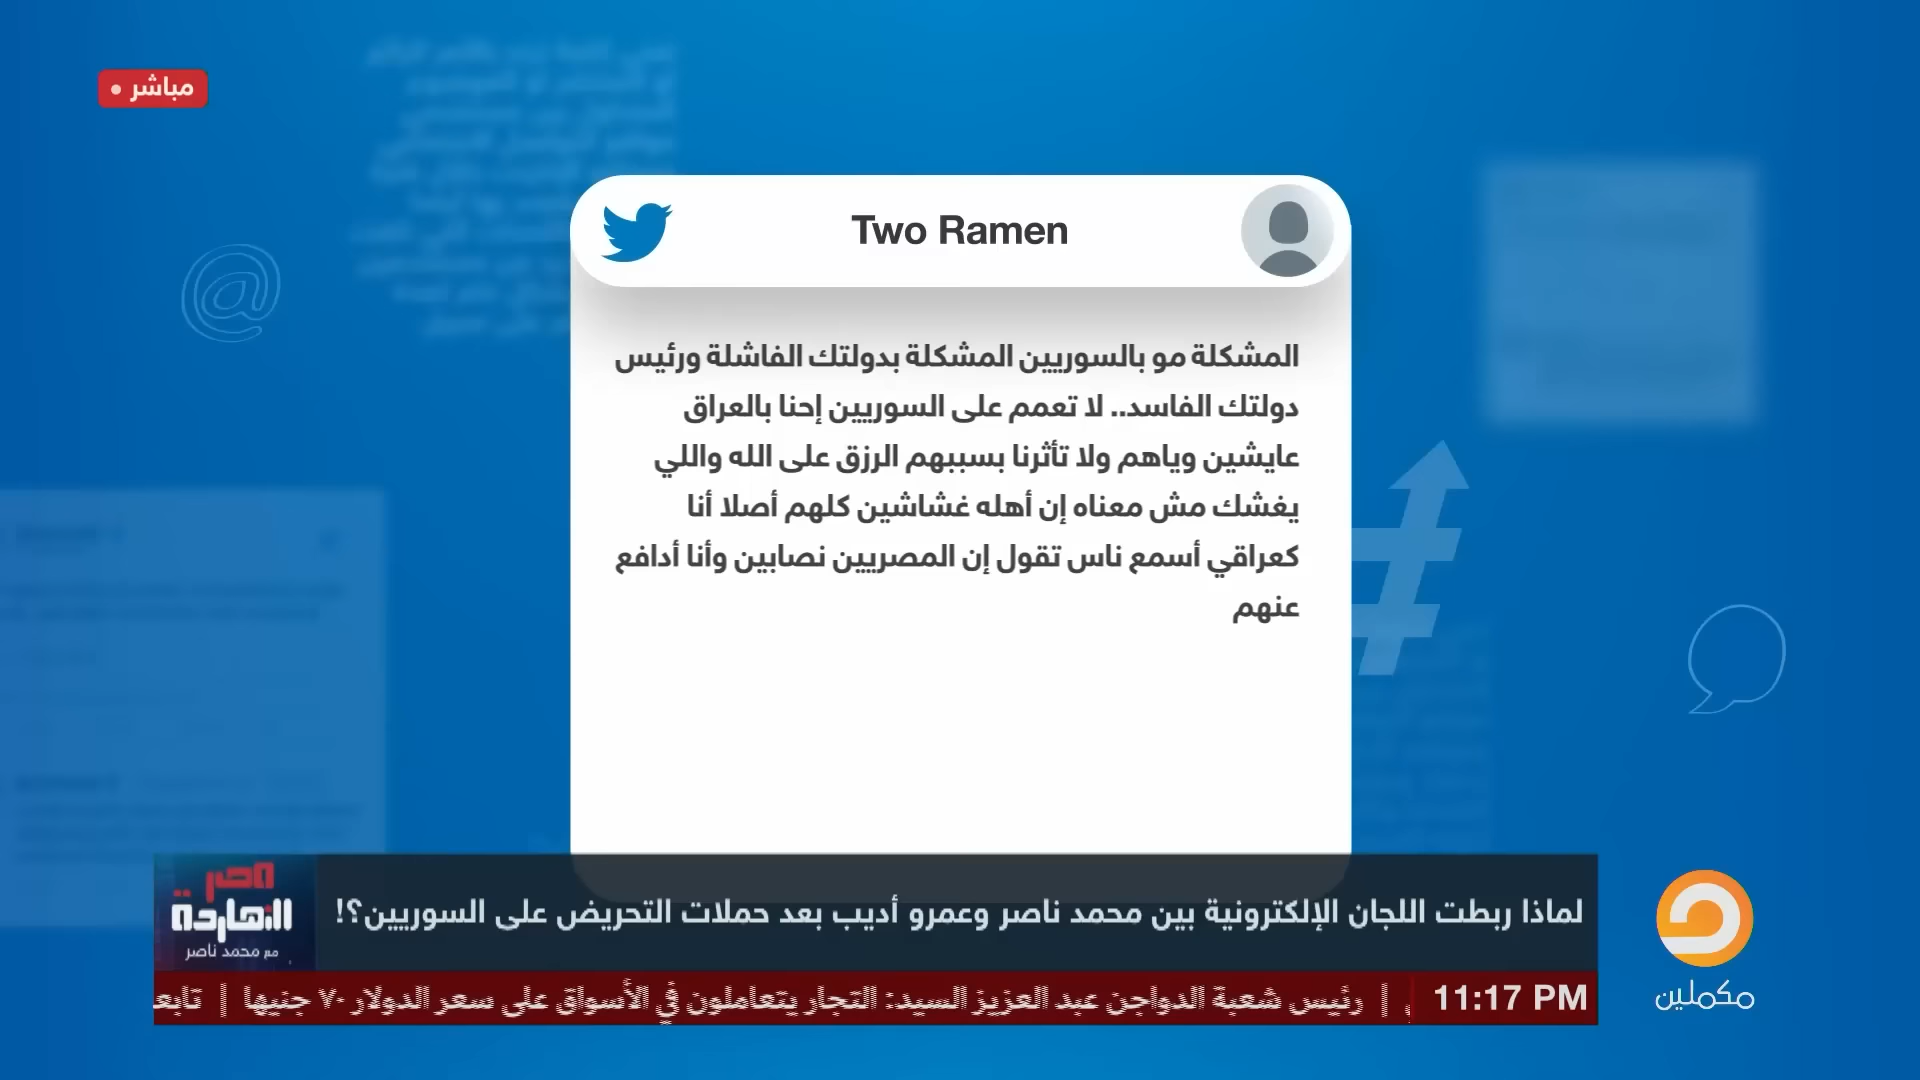 مباشر
Two Ramen
المشكلة مو بالسوريين المشكلة بدولتك الفاشلة ورئيس
دولتك الفاسد.. لا تعمم على السوريين إحنا بالعراق
عايشين وياهم ولا تأثرنا بسببهم الرزق على الله واللي
يغشك مش معناه إن أهله غشاشين كلهم أصلا أنا
كعراقي أسمع ناس تقول إن المصريين نصابين وأنا أدافع
عنهم
مصر
النهاردة
مع محمد ناصر
لماذا ربطت اللجان الإلكترونية بين محمد ناصر وعمرو أديب بعد حملات التحريض على السوريين؟!
11:17 PM
| رئيس شعبة الدواجن عبد العزيز السيد: التجار يتعاملون في الأسواق على سعر الدولار ٧٠ جنيها |
مكملين